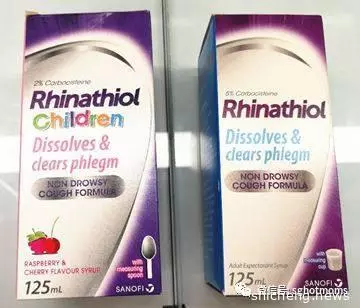 2% Carbocisteine
Rhinathiol
Children
Dissolves &
clears phlegm
NON DROWSY
COUGH FORMULA
RASPBERRY &
CHERRY FLAVOUR SYRUP
125mL
with
measuring
spoon
SANOFI
5% Carbocisteine
Rhinathiol
Dissolves &
clears phlegm
NON DROWSY
COUGH FORMULA
Adult Expectorant Syrup
125mL
with
measuring
cup
SANOFI
sghotmoms
shicheng.news